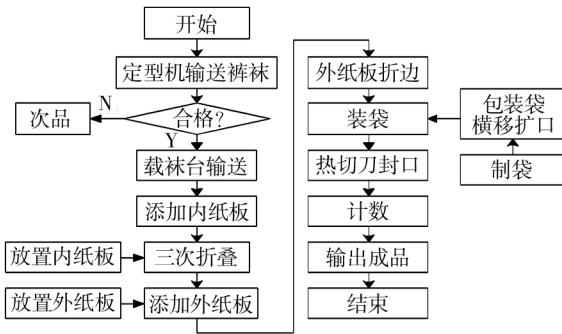 开始
定型机输送裤袜
合格?
N
次品
Y
载袜台输送
添加内纸板
放置内纸板
三次折叠
放置外纸板
添加外纸板
外纸板折边
装袋
包装袋
横移扩口
制袋
热切刀封口
计数
输出成品
结束